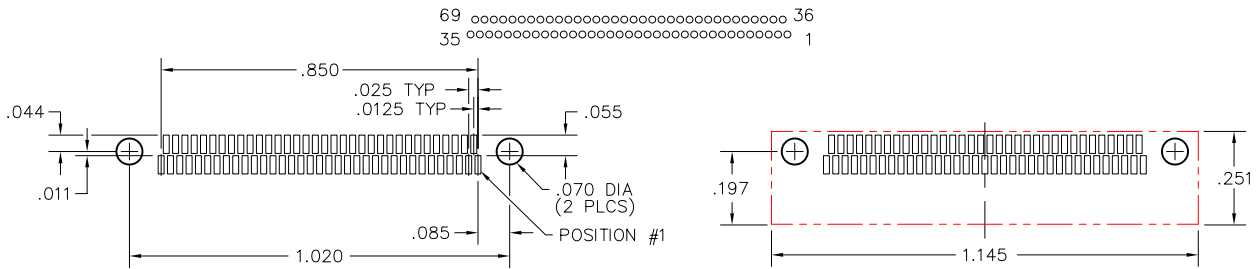 69 36
35 1
.850
.025 TYP
.0125 TYP
.044
.055
.011
.070 DIA
(2 PLCS)
.085
POSITION #1
1.020
.197
.251
1.145